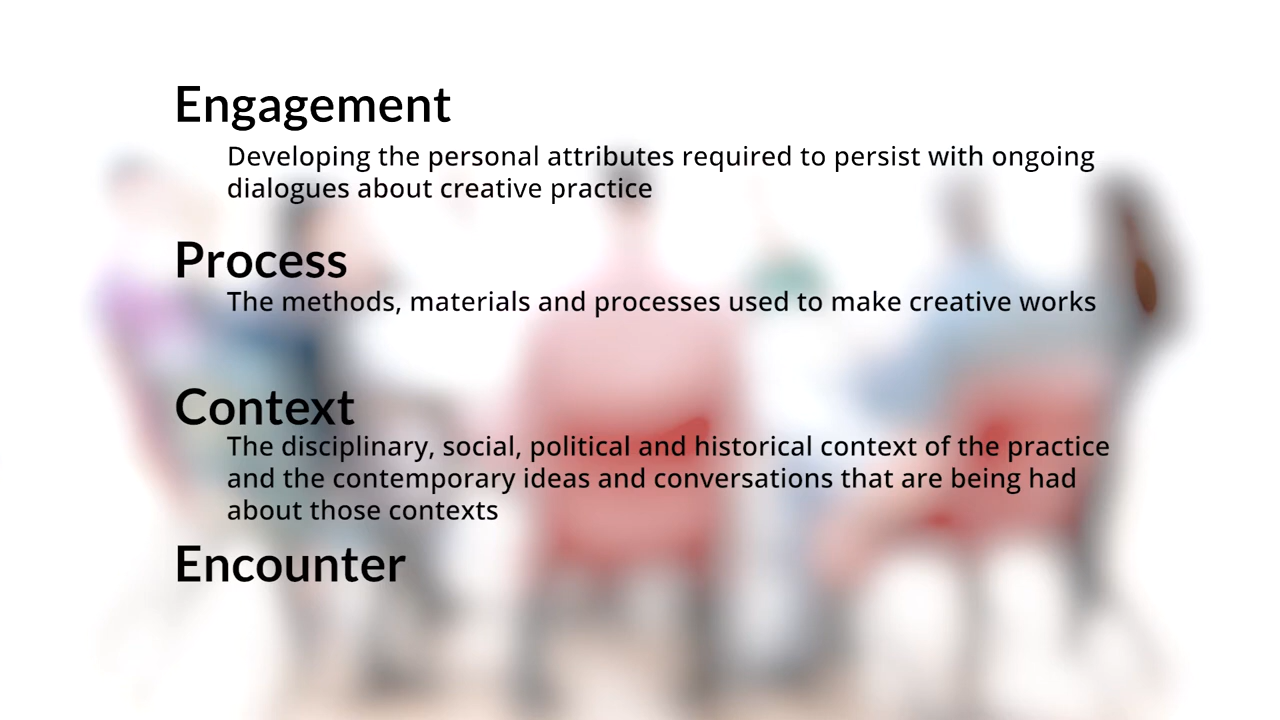 Engagement
Developing the personal attributes required to persist with ongoing
dialogues about creative practice
Process
The methods, materials and processes used to make creative works
Context
The disciplinary, social, political and historical context of the practice
and the contemporary ideas and conversations that are being had
about those contexts
Encounter